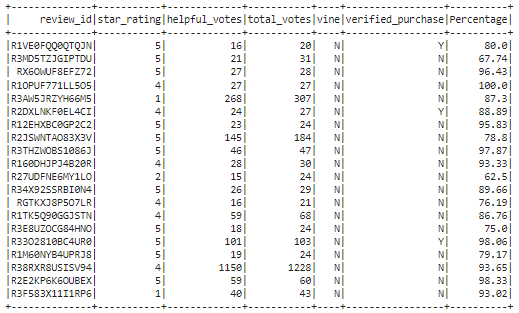 +--------------+-----------+-------------+-----------+----+-----------------+----------+
|     review_id|star_rating|helpful_votes|total_votes|vine|verified_purchase|Percentage|
+--------------+-----------+-------------+-----------+----+-----------------+----------+
|R1VE0FQQ0QTQJN|          5|           16|         20|   N|                Y|      80.0|
|R3MD5TZJGIPTDU|          5|           21|         31|   N|                N|     67.74|
| RX6OWUF8EFZ72|          5|           27|         28|   N|                N|     96.43|
|R1OPUF771LL5O5|          4|           27|         27|   N|                N|     100.0|
|R3AW5JRZYH66M5|          1|          268|        307|   N|                N|      87.3|
|R2DXLNKF0EL4CI|          4|           24|         27|   N|                Y|     88.89|
|R12EHXBC0GP2C2|          5|           23|         24|   N|                N|     95.83|
|R2JSWNTAO83X3V|          5|          145|        184|   N|                N|      78.8|
|R3THZWOBS1086J|          5|           46|         47|   N|                N|     97.87|
|R160DHJPJ4B20R|          4|           28|         30|   N|                N|     93.33|
|R27UDFNE6MY1LO|          2|           15|         24|   N|                N|      62.5|
|R34X92SSRBI0N4|          5|           26|         29|   N|                N|     89.66|
| RGTKXJ8P5O7LR|          4|           16|         21|   N|                N|     76.19|
|R1TK5Q90GGJSTN|          4|           59|         68|   N|                N|     86.76|
|R3E8UZOCG84HNO|          5|           18|         24|   N|                N|      75.0|
|R33O2810BC4UR0|          5|          101|        103|   N|                Y|     98.06|
|R1M60NYB4UPRJ8|          5|           19|         24|   N|                N|     79.17|
|R38RXR8USISV94|          4|         1150|       1228|   N|                N|     93.65|
|R2E2KP6K6OUBEX|          5|           59|         60|   N|                N|     98.33|
|R3F583X11I1RP6|          1|           40|         43|   N|                N|     93.02|
+--------------+-----------+-------------+-----------+----+-----------------+----------+